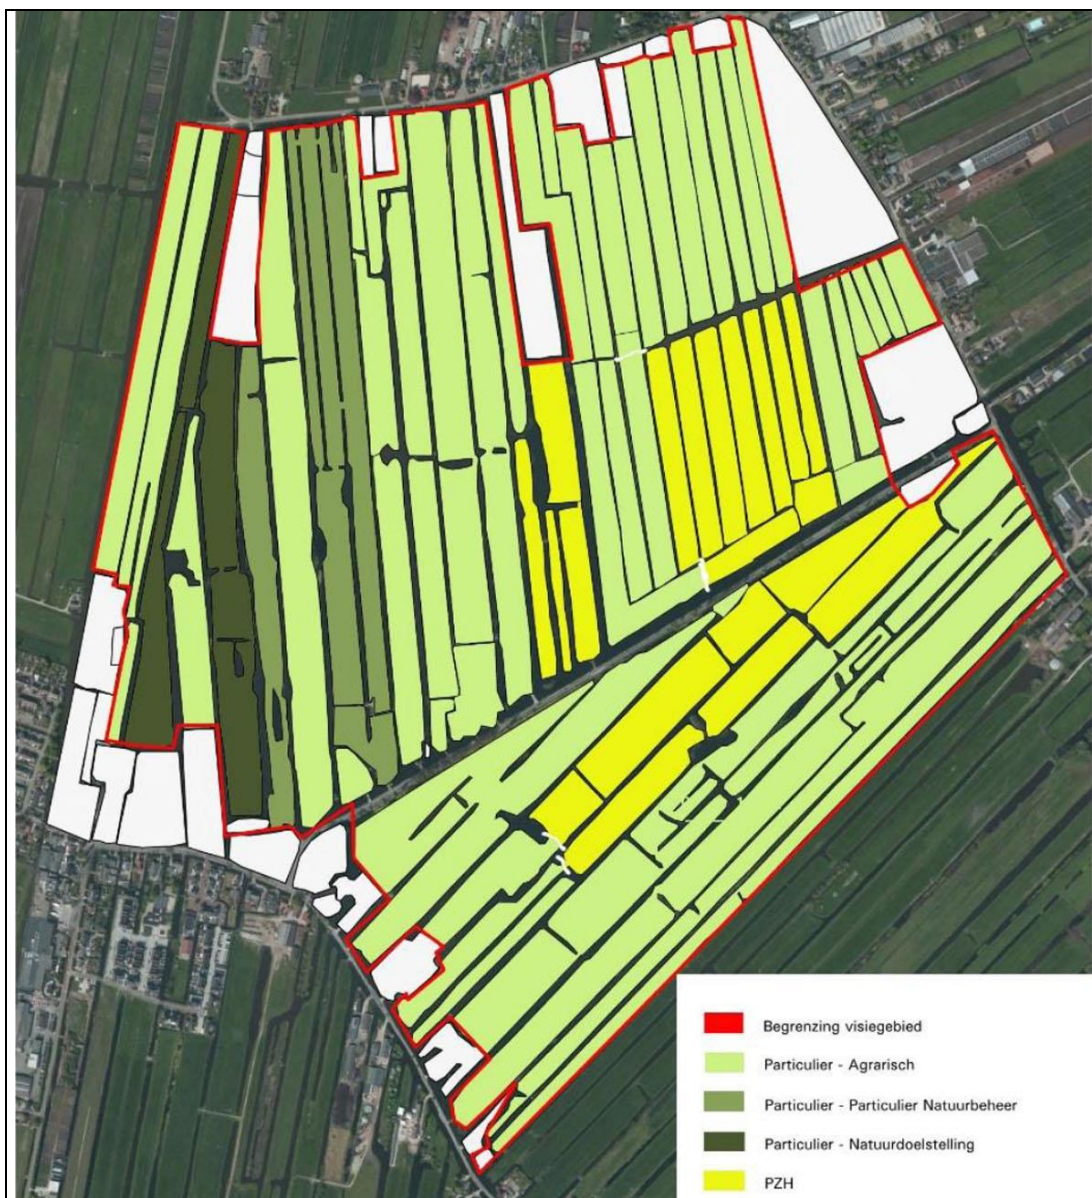 Begrenzing visiegebied
Particulier - Agrarisch
Particulier - Particulier Natuurbeheer
Particulier - Natuurdoelstelling
PZH